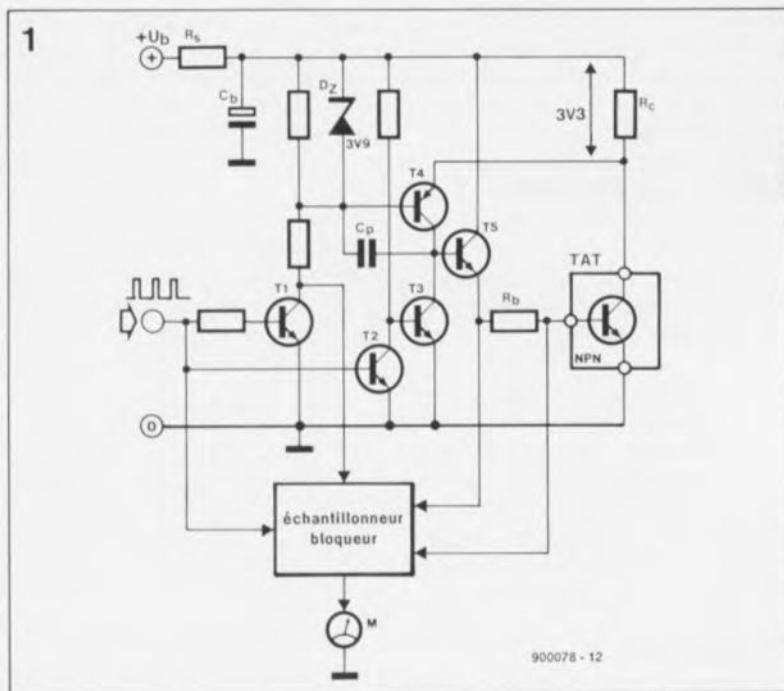 1
+Ub
Rs
+
Cb
DZ
3V9
3V3
Rc
T4
T5
Cp
TAT
T1
T3
Rb
T2
NPN
0
échantillonneur
bloqueur
M
900078 - 12